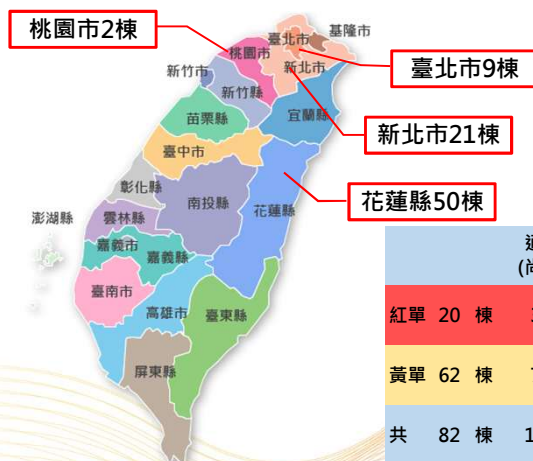 桃園市2棟
臺北市
基隆市
桃園市
新北市
臺北市9棟
新竹市
新竹縣
宜蘭縣
苗栗縣
新北市21棟
臺中市
彰化縣
南投縣
花蓮縣
花蓮縣50棟
澎湖縣
雲林縣
嘉義市
嘉義縣
臺南市
高雄市
臺東縣
屏東縣
紅單 20 棟
黃單 62 棟
共 82 棟